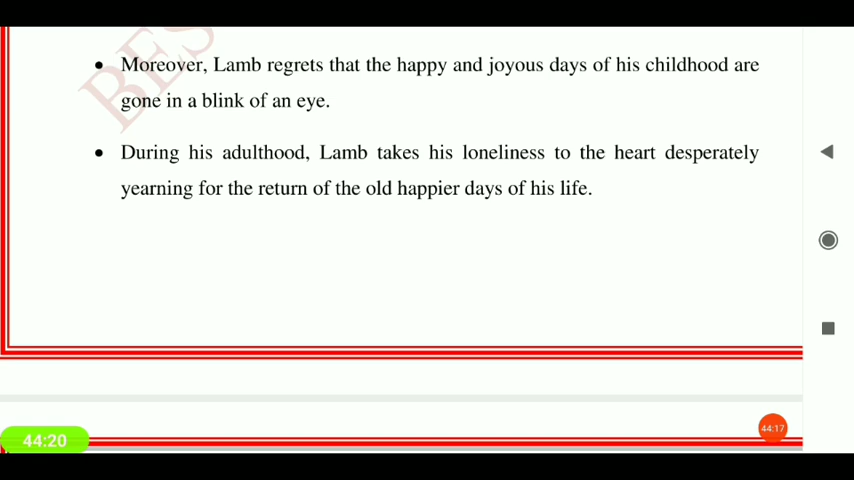 BES
• Moreover, Lamb regrets that the happy and joyous days of his childhood are
gone in a blink of an eye.
• During his adulthood, Lamb takes his loneliness to the heart desperately
yearning for the return of the old happier days of his life.
44:20
44:17